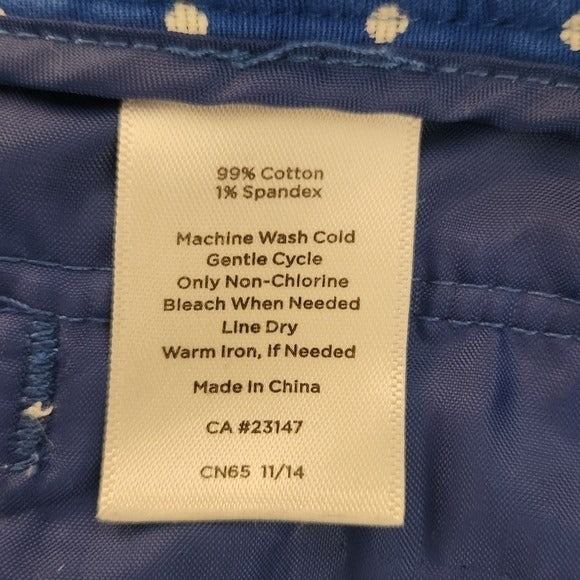 99% Cotton
1% Spandex
Machine Wash Cold
Gentle Cycle
Only Non-Chlorine
Bleach When Needed
Line Dry
Warm Iron, If Needed
Made In China
CA #23147
CN65 11/14